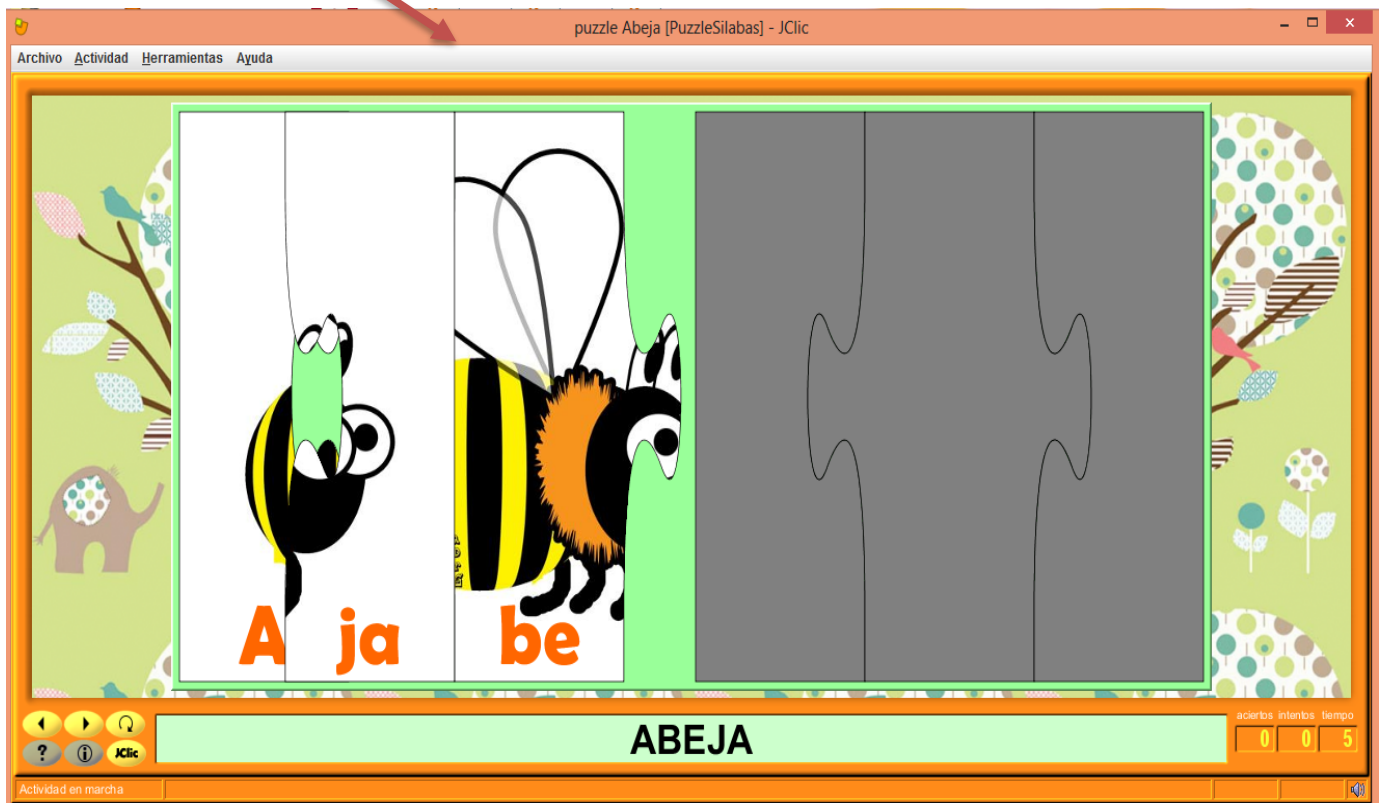 puzzle Abeja [PuzzleSilabas] - JClic
Archivo Actividad Herramientas Ayuda
A ja be
ABEJA
aciertos intentos tiempo
0 0 5
? i JClic
Actividad en marcha